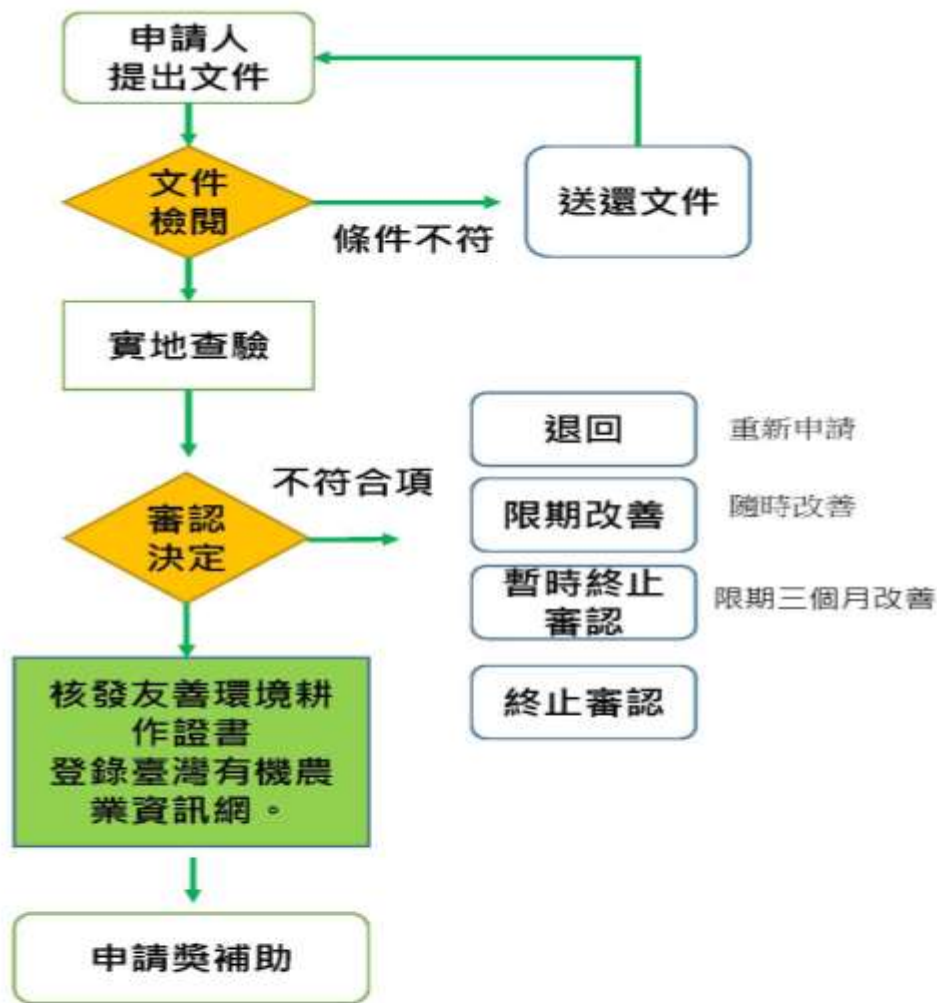 申請人
提出文件
文件
檢閱
條件不符
送還文件
實地查驗
審認
決定
不符合項
退回
重新申請
限期改善
隨時改善
暫時終止
審認
限期三個月改善
終止審認
核發友善環境耕
作證書
登錄臺灣有機農
業資訊網。
申請獎補助